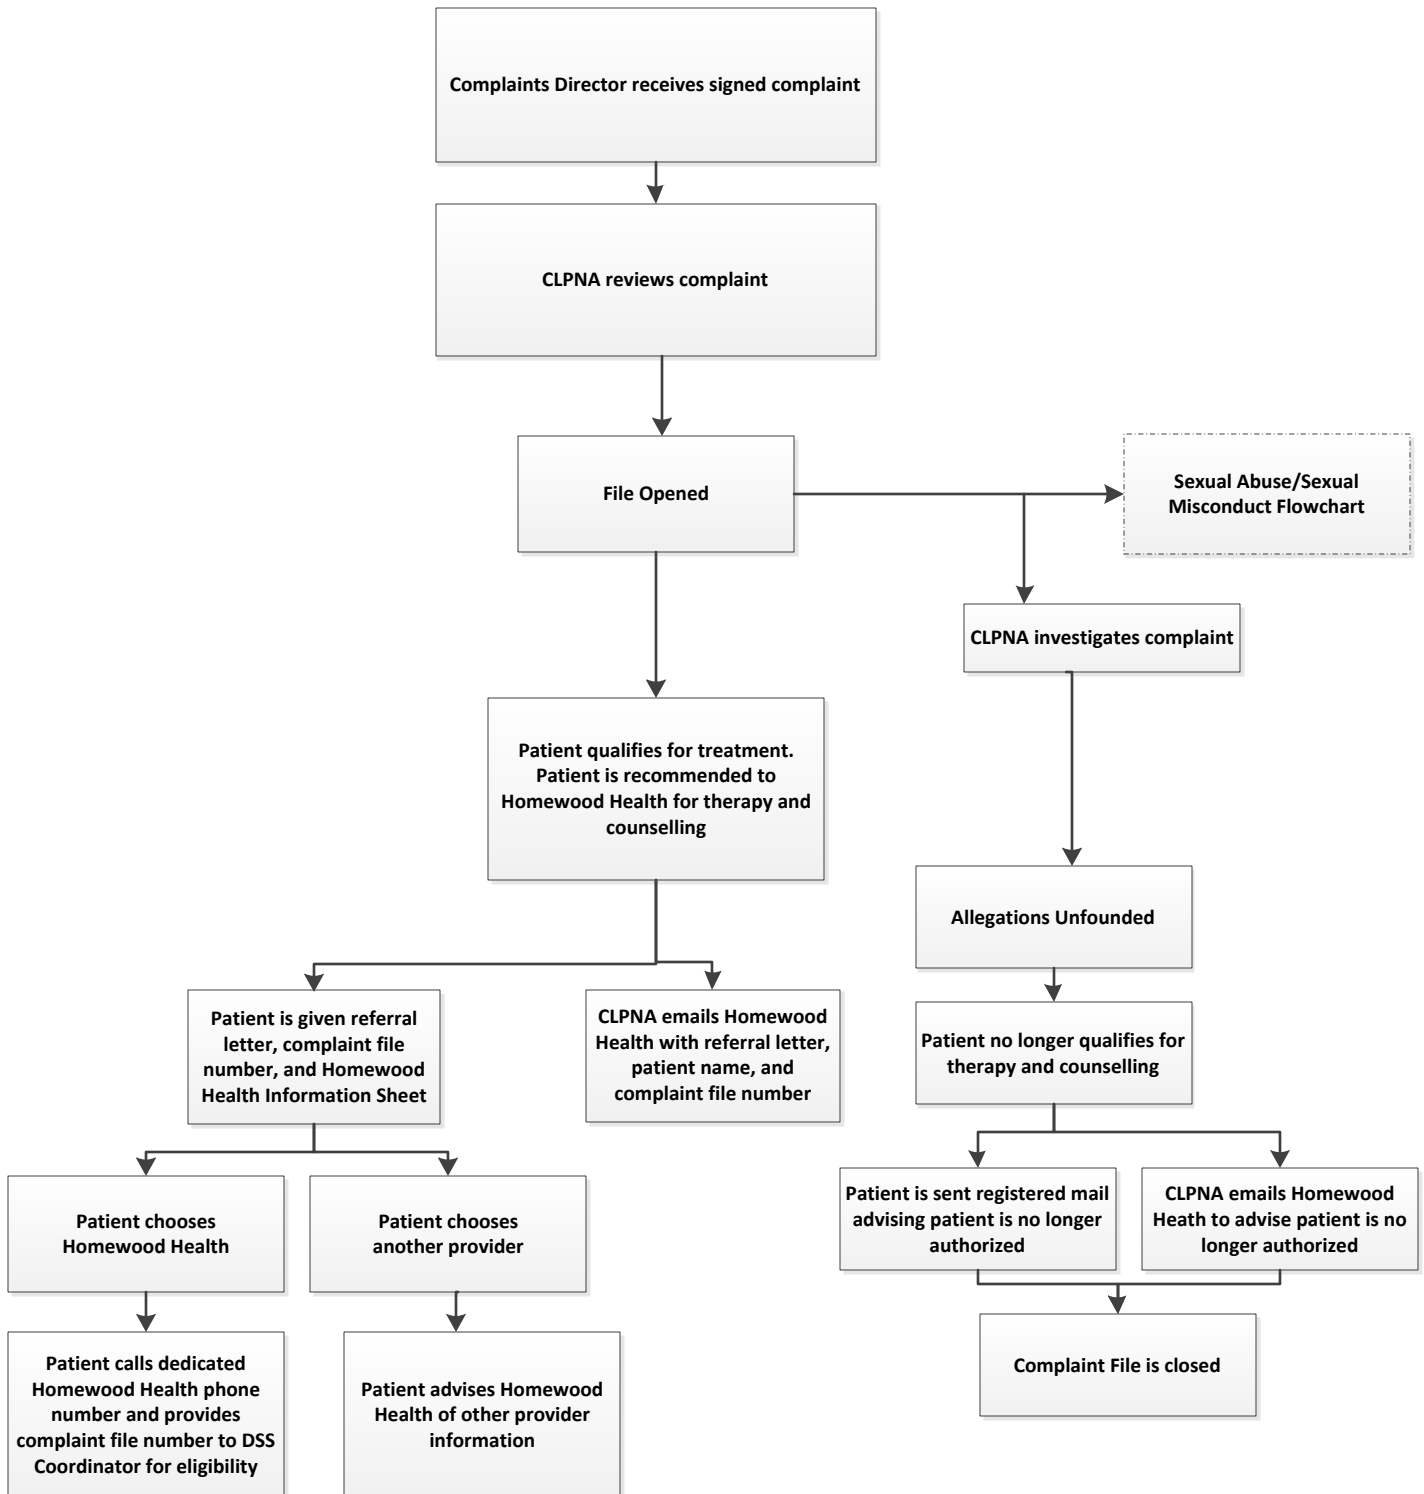 Complaints Director receives signed complaint
CLPNA reviews complaint
File Opened
Sexual Abuse/Sexual
Misconduct Flowchart
CLPNA investigates complaint
Patient qualifies for treatment.
Patient is recommended to
Homewood Health for therapy and
counselling
Allegations Unfounded
Patient is given referral
letter, complaint file
number, and Homewood
Health Information Sheet
CLPNA emails Homewood
Health with referral letter,
patient name, and
complaint file number
Patient no longer qualifies for
therapy and counselling
Patient chooses
Homewood Health
Patient chooses
another provider
Patient is sent registered mail
advising patient is no longer
authorized
CLPNA emails Homewood
Heath to advise patient is no
longer authorized
Patient calls dedicated
Homewood Health phone
number and provides
complaint file number to DSS
Coordinator for eligibility
Patient advises Homewood
Health of other provider
information
Complaint File is closed